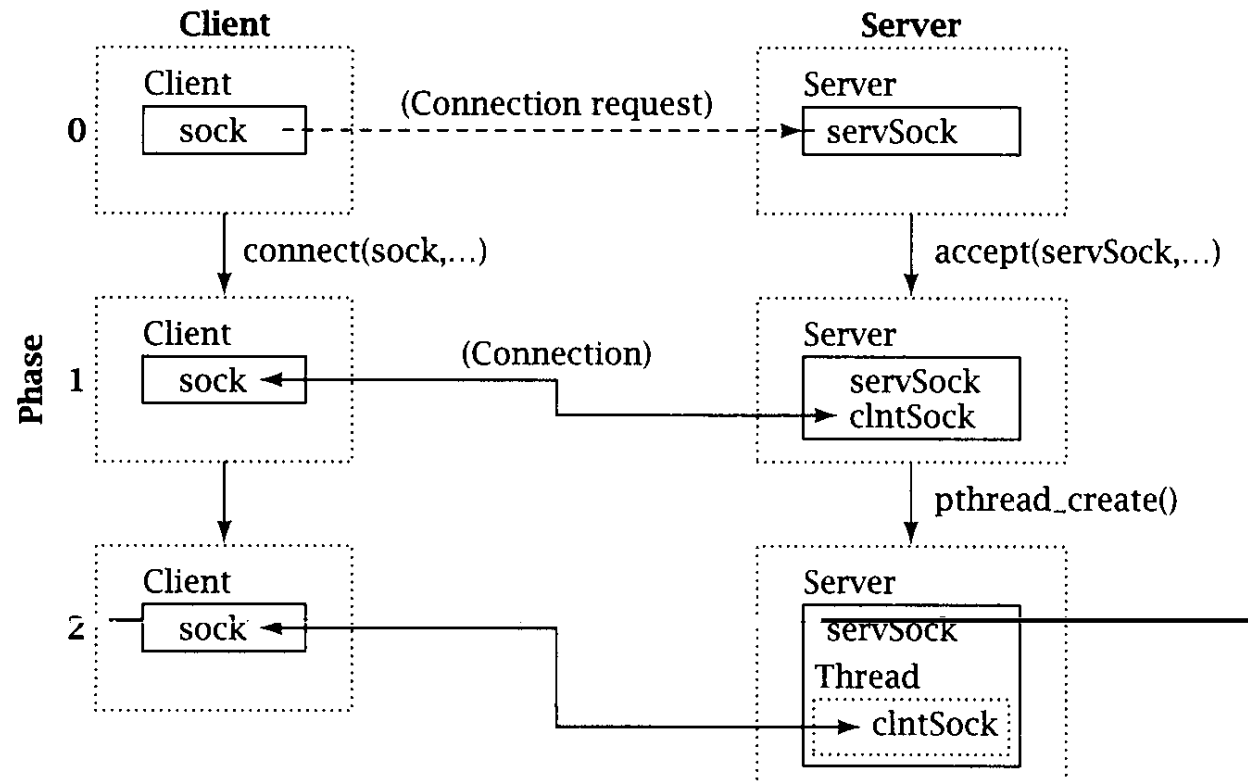 Client Server
Client Server
(Connection request)
0 sock servSock
connect(sock,...) accept(servSock,...)
Client Server
(Connection)
Phase 1 sock servSock
clntSock
pthread_create()
Client Server
2 sock servSock
Thread
clntSock